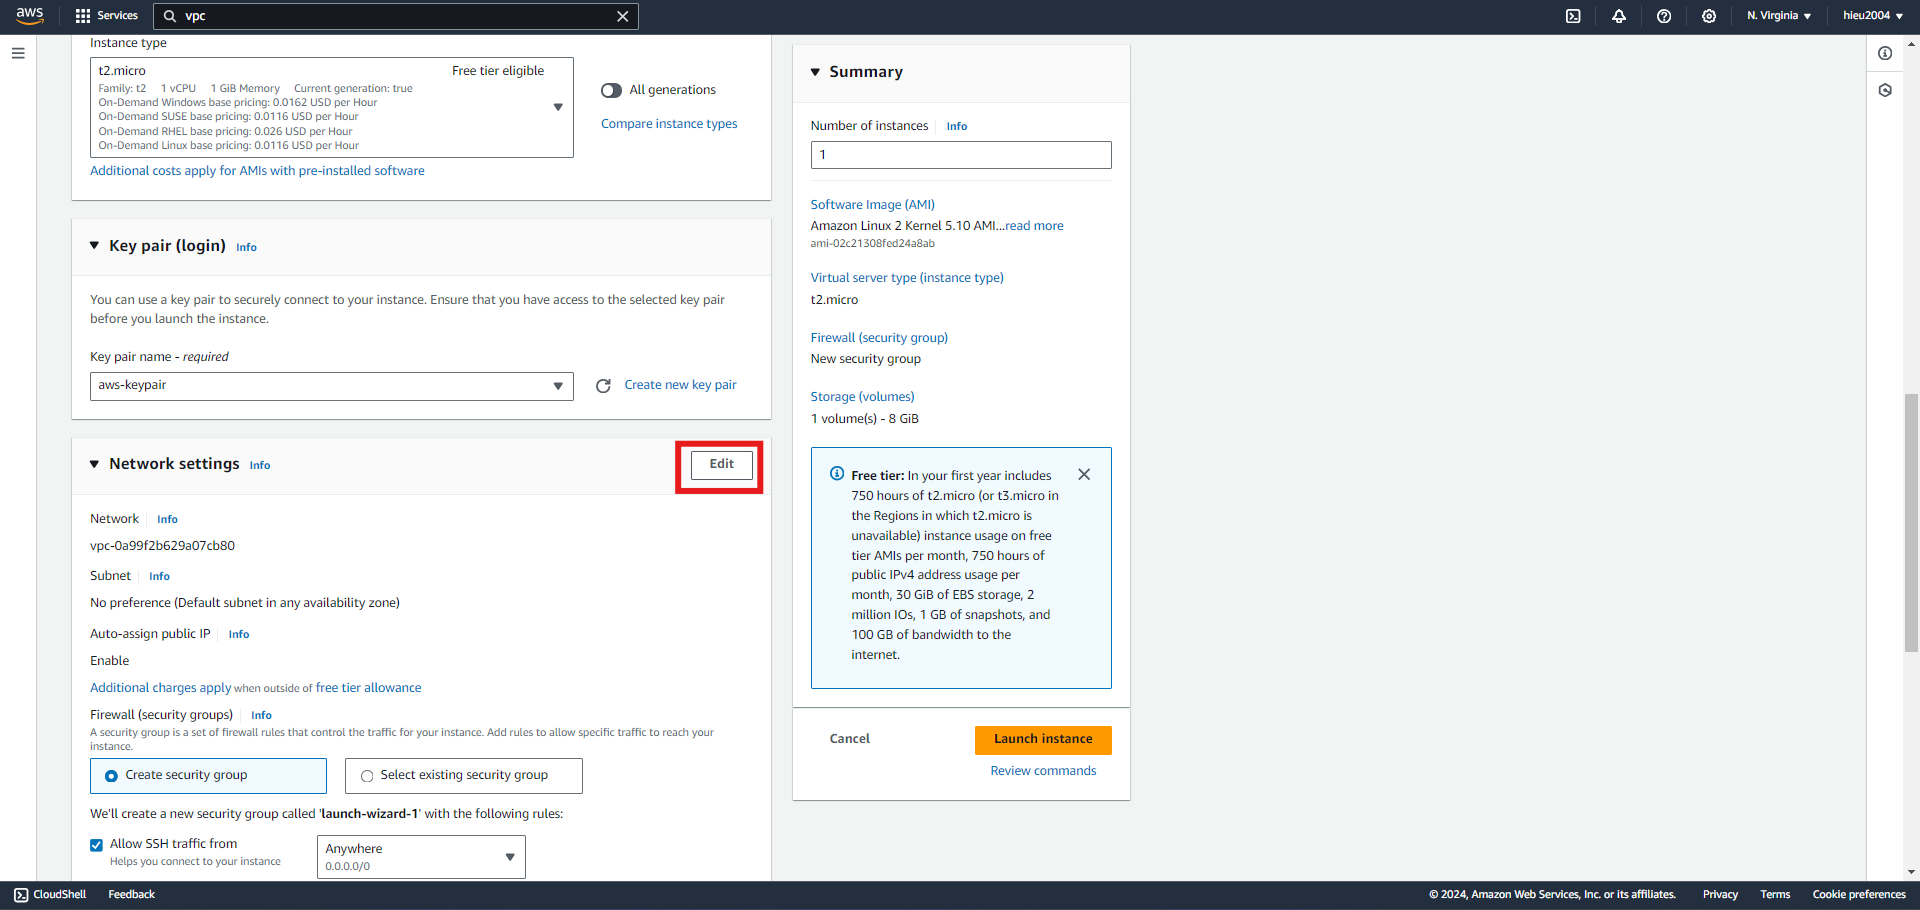 aws
Services
vpc
N. Virginia
hieu2004
Instance type
t2.micro
Free tier eligible
Family: t2 1 vCPU 1 GiB Memory Current generation: true
On-Demand Windows base pricing: 0.0162 USD per Hour
On-Demand SUSE base pricing: 0.0116 USD per Hour
On-Demand RHEL base pricing: 0.026 USD per Hour
On-Demand Linux base pricing: 0.0116 USD per Hour
All generations
Compare instance types
Additional costs apply for AMIs with pre-installed software
Key pair (login) Info
You can use a key pair to securely connect to your instance. Ensure that you have access to the selected key pair
before you launch the instance.
Key pair name - required
aws-keypair
Create new key pair
Network settings Info
Edit
Network Info
vpc-0a99f2b629a07cb80
Subnet Info
No preference (Default subnet in any availability zone)
Auto-assign public IP Info
Enable
Additional charges apply when outside of free tier allowance
Firewall (security groups) Info
A security group is a set of firewall rules that control the traffic for your instance. Add rules to allow specific traffic to reach your
instance.
Create security group
Select existing security group
We'll create a new security group called 'launch-wizard-1' with the following rules:
Allow SSH traffic from
Helps you connect to your instance
Anywhere
0.0.0.0/0
Summary
Number of instances Info
1
Software Image (AMI)
Amazon Linux 2 Kernel 5.10 AMI...read more
ami-02c21308fed24a8ab
Virtual server type (instance type)
t2.micro
Firewall (security group)
New security group
Storage (volumes)
1 volume(s) - 8 GiB
Free tier: In your first year includes
750 hours of t2.micro (or t3.micro in
the Regions in which t2.micro is
unavailable) instance usage on free
tier AMIs per month, 750 hours of
public IPv4 address usage per
month, 30 GiB of EBS storage, 2
million IOs, 1 GB of snapshots, and
100 GB of bandwidth to the
internet.
Cancel
Launch instance
Review commands
CloudShell
Feedback
© 2024, Amazon Web Services, Inc. or its affiliates.
Privacy
Terms
Cookie preferences